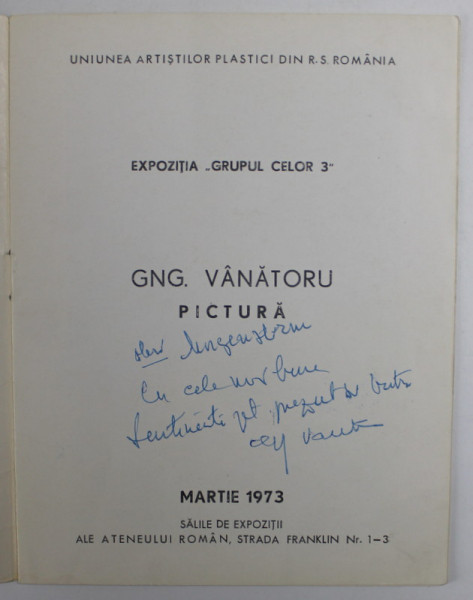 UNIUNEA ARTIȘTILOR PLASTICI DIN R.S. ROMÂNIA
EXPOZIȚIA „GRUPUL CELOR 3"
GNG. VÂNĂTORU
PICTURĂ
Cu cele mai bune
sentimente pt.
MARTIE 1973
SĂLILE DE EXPOZIȚII
ALE ATENEULUI ROMÂN, STRADA FRANKLIN Nr. 1-3